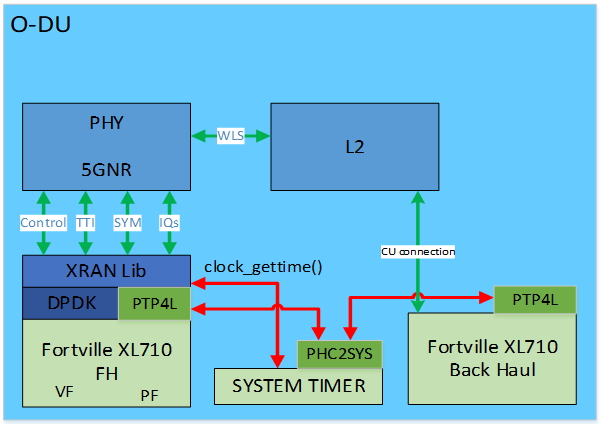 O-DU
PHY
5GNR
WLS
L2
Control
TTI
SYM
IQs
CU connection
XRAN Lib
clock_gettime()
DPDK
PTP4L
PTP4L
Fortville XL710
FH
VF
PF
PHC2SYS
SYSTEM TIMER
Fortville XL710
Back Haul